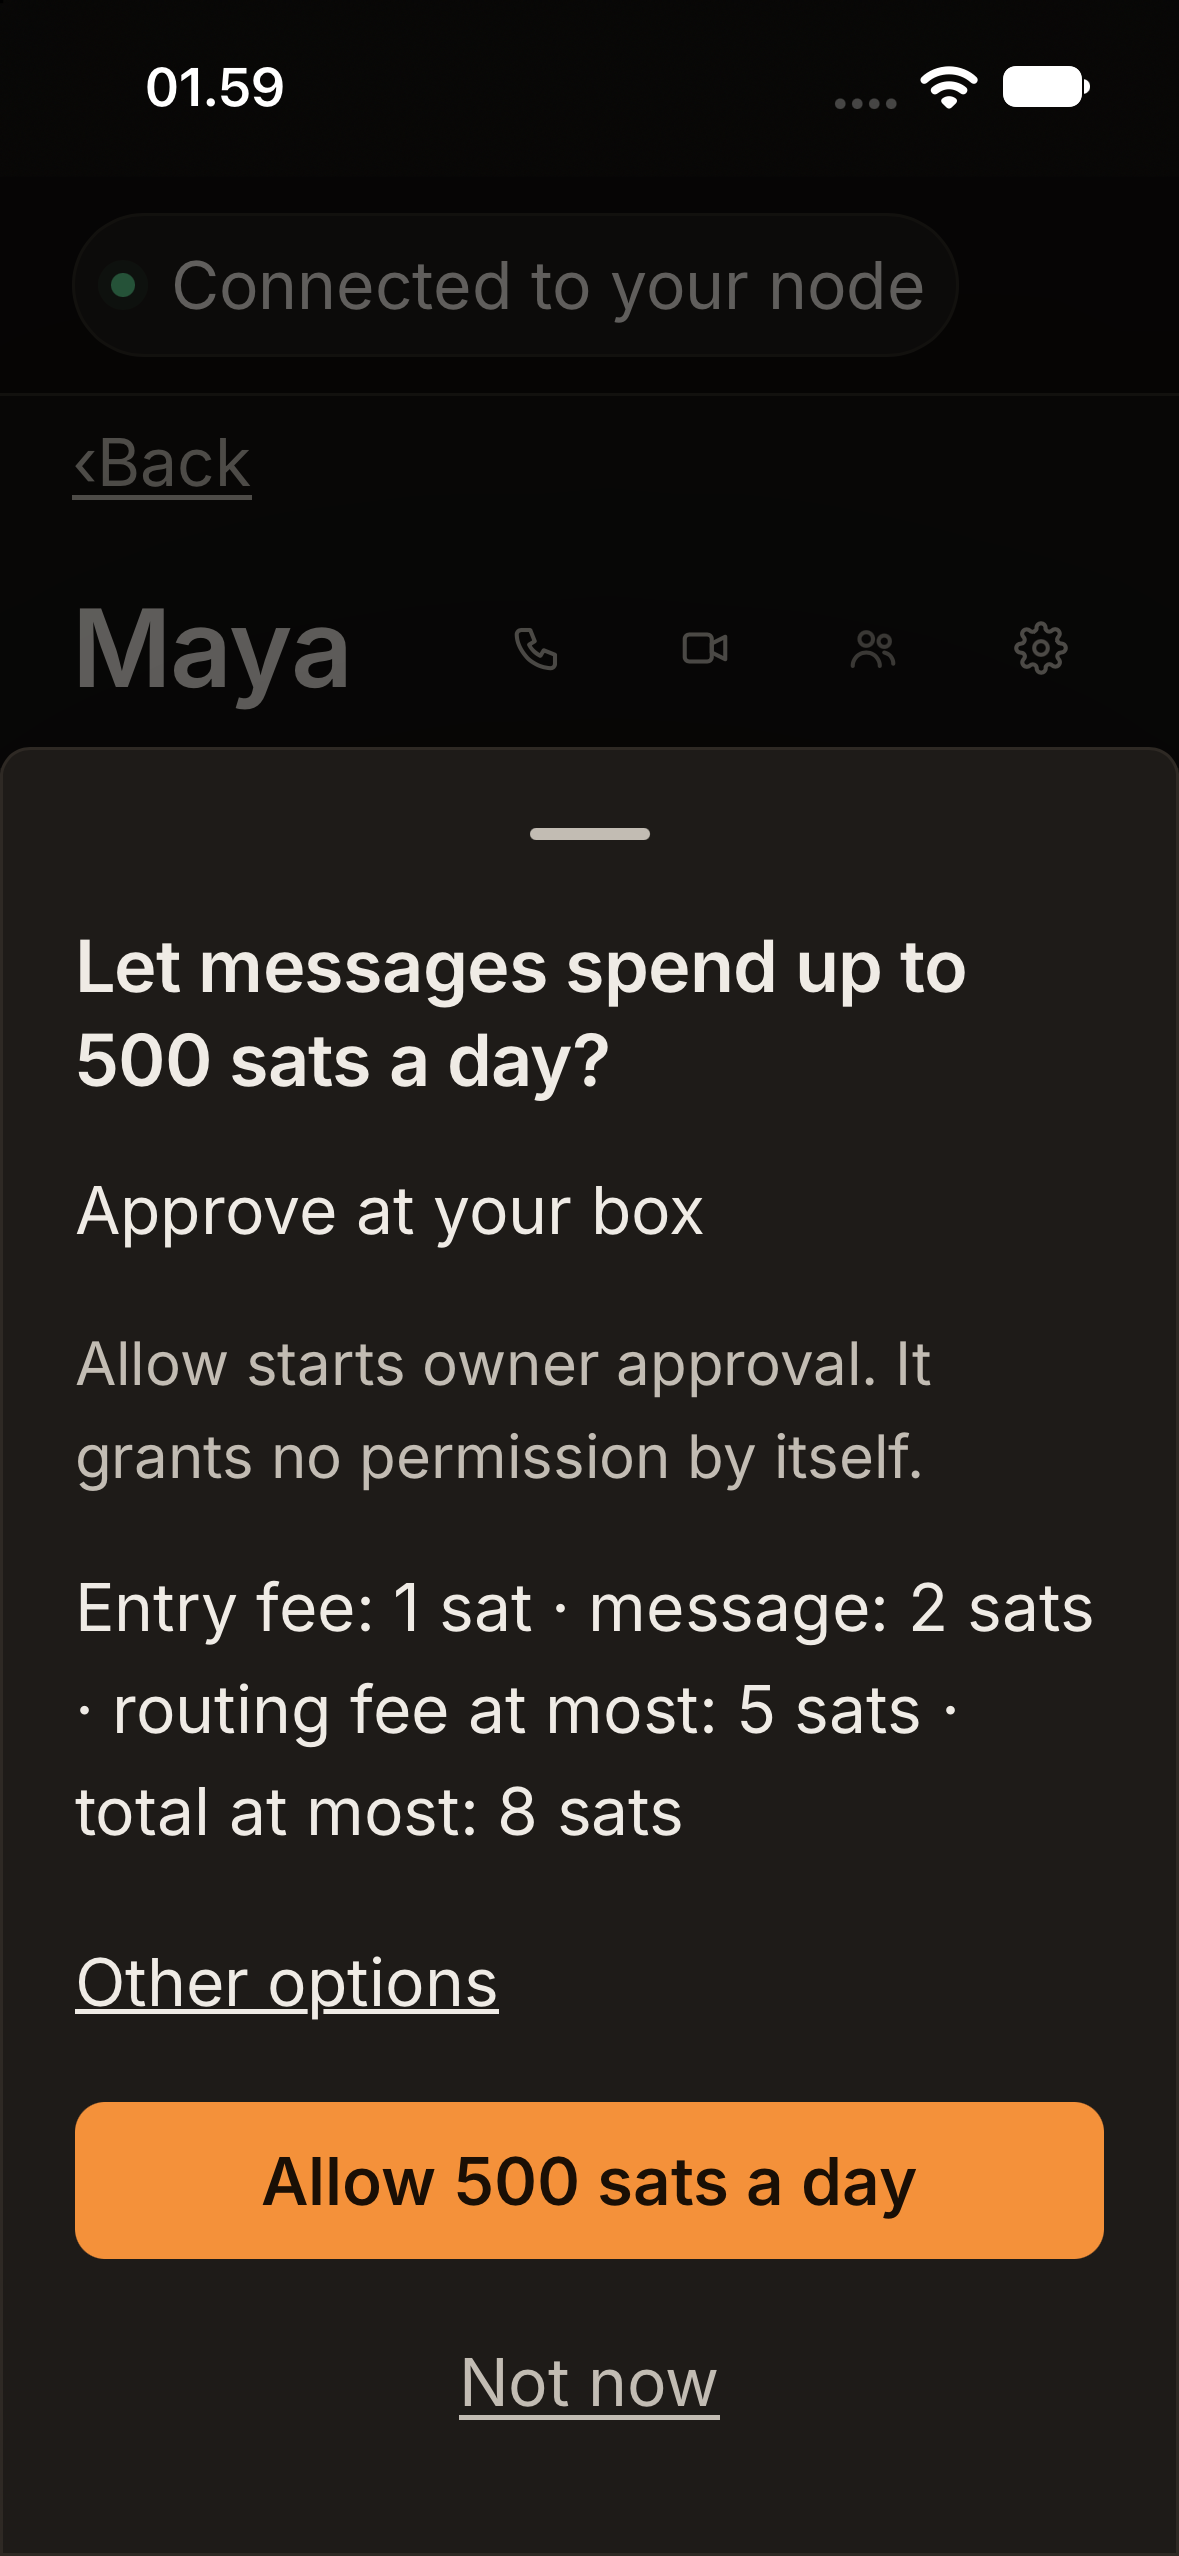 01.59
Connected to your node
‹Back
Maya
Let messages spend up to
500 sats a day?
Approve at your box
Allow starts owner approval. It
grants no permission by itself.
Entry fee: 1 sat · message: 2 sats
· routing fee at most: 5 sats ·
total at most: 8 sats
Other options
Allow 500 sats a day
Not now